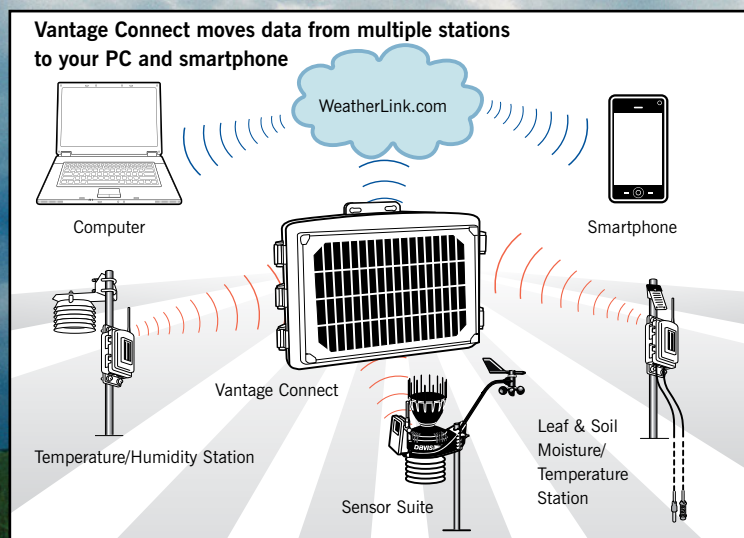 Vantage Connect moves data from multiple stations
to your PC and smartphone
WeatherLink.com
Computer
Smartphone
Vantage Connect
Temperature/Humidity Station
DAVIS
Sensor Suite
Leaf & Soil
Moisture/
Temperature
Station